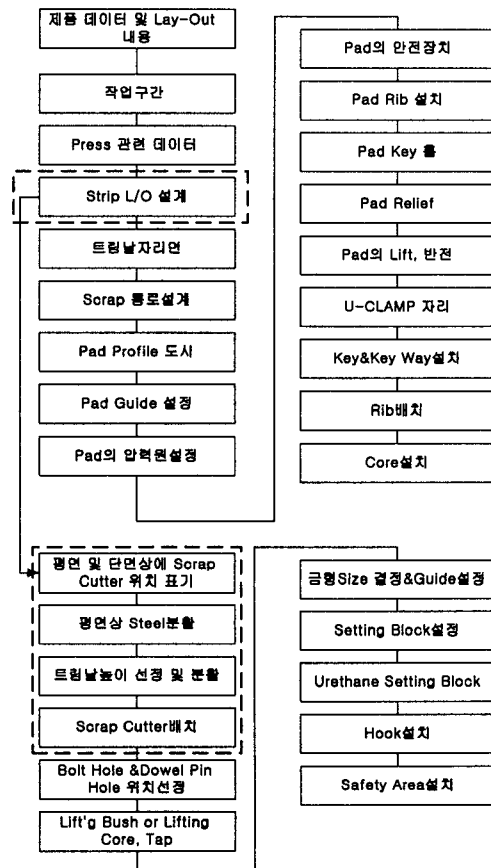 제품 데이터 및 Lay-Out
내용
작업구간
Press 관련 데이터
Strip L/O 설계
트림날자리면
Scrap 통로설계
Pad Profile 도시
Pad Guide 설정
Pad의 압력원설정
Pad의 안전장치
Pad Rib 설치
Pad Key 홀
Pad Relief
Pad의 Lift, 반전
U-CLAMP 자리
Key&Key Way설치
Rib배치
Core설치
평면 및 단면상에 Scrap
Cutter 위치 표기
평면상 Steel분할
트림날높이 선정 및 분할
Scrap Cutter배치
Bolt Hole &Dowel Pin
Hole 위치선정
Lift'g Bush or Lifting
Core, Tap
금형Size 결정&Guide설정
Setting Block설정
Urethane Setting Block
Hook설치
Safety Area설치